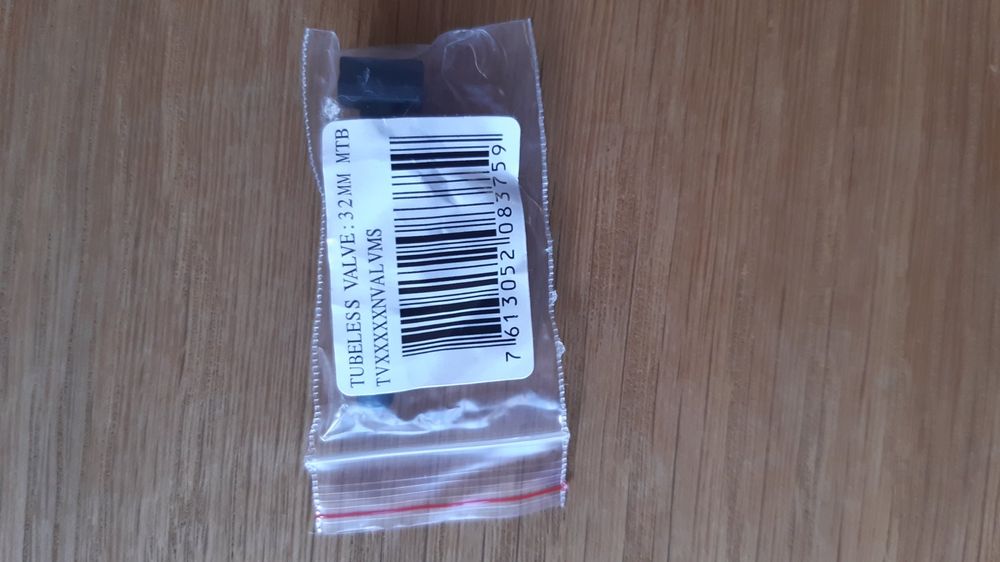 TUBELESS VALVE:32MM MTB
TVXXXXXNVALVMS
7 613052 083759